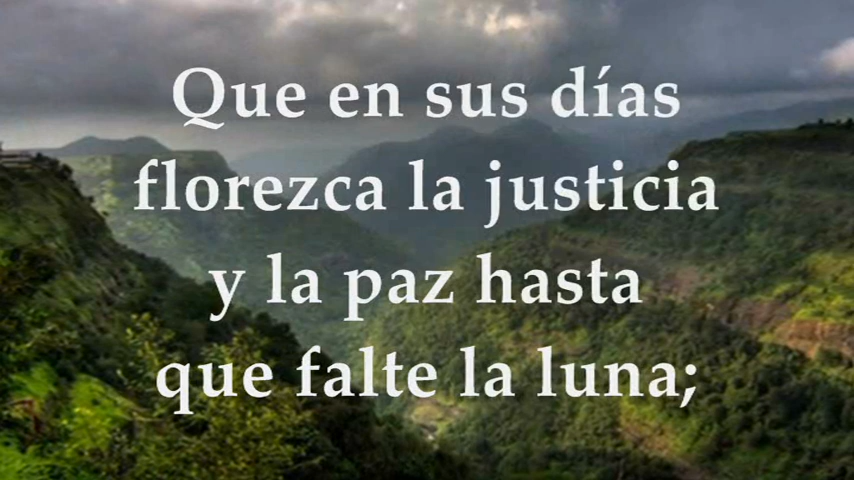 Que en sus días
florezca la justicia
y la paz hasta
que falte la luna;